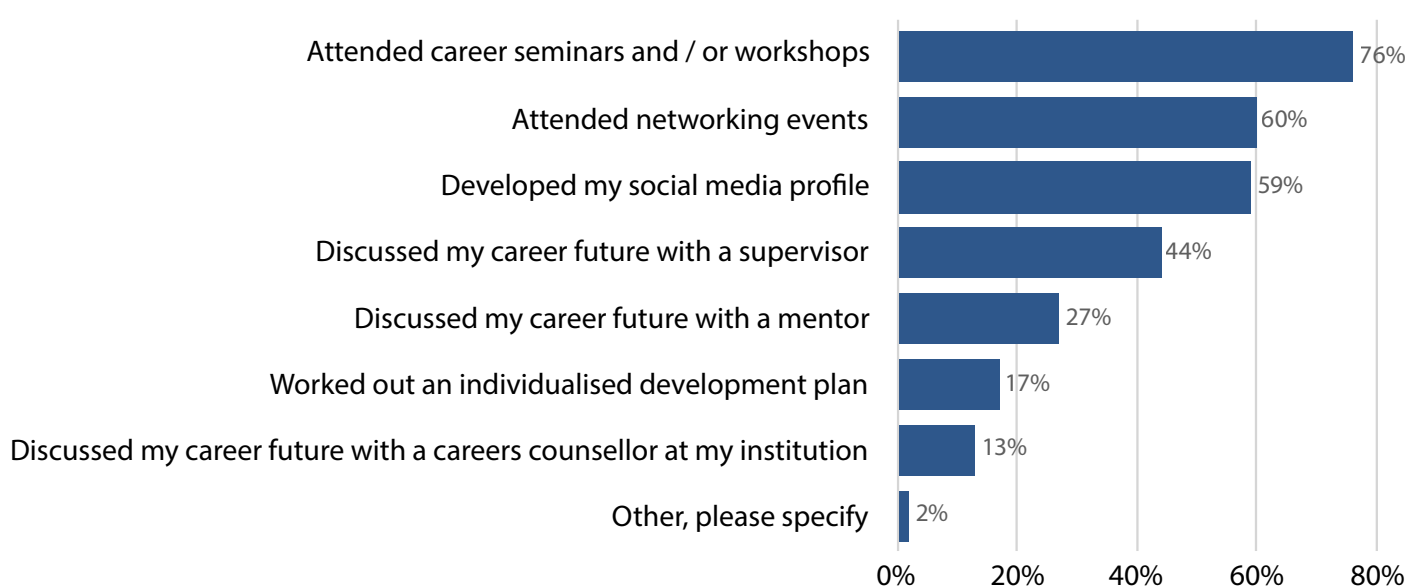 Attended career seminars and / or workshops 76%
Attended networking events 60%
Developed my social media profile 59%
Discussed my career future with a supervisor 44%
Discussed my career future with a mentor 27%
Worked out an individualised development plan 17%
Discussed my career future with a careers counsellor at my institution 13%
Other, please specify 2%
0% 20% 40% 60% 80%